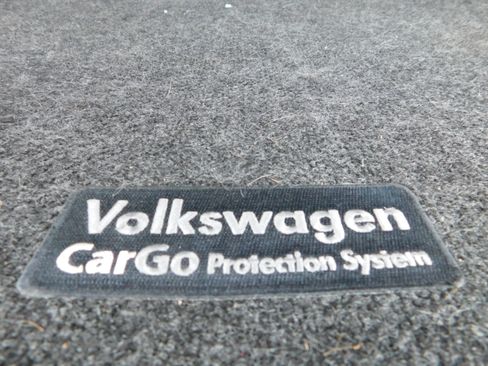 Volkswagen
CarGo Protection System